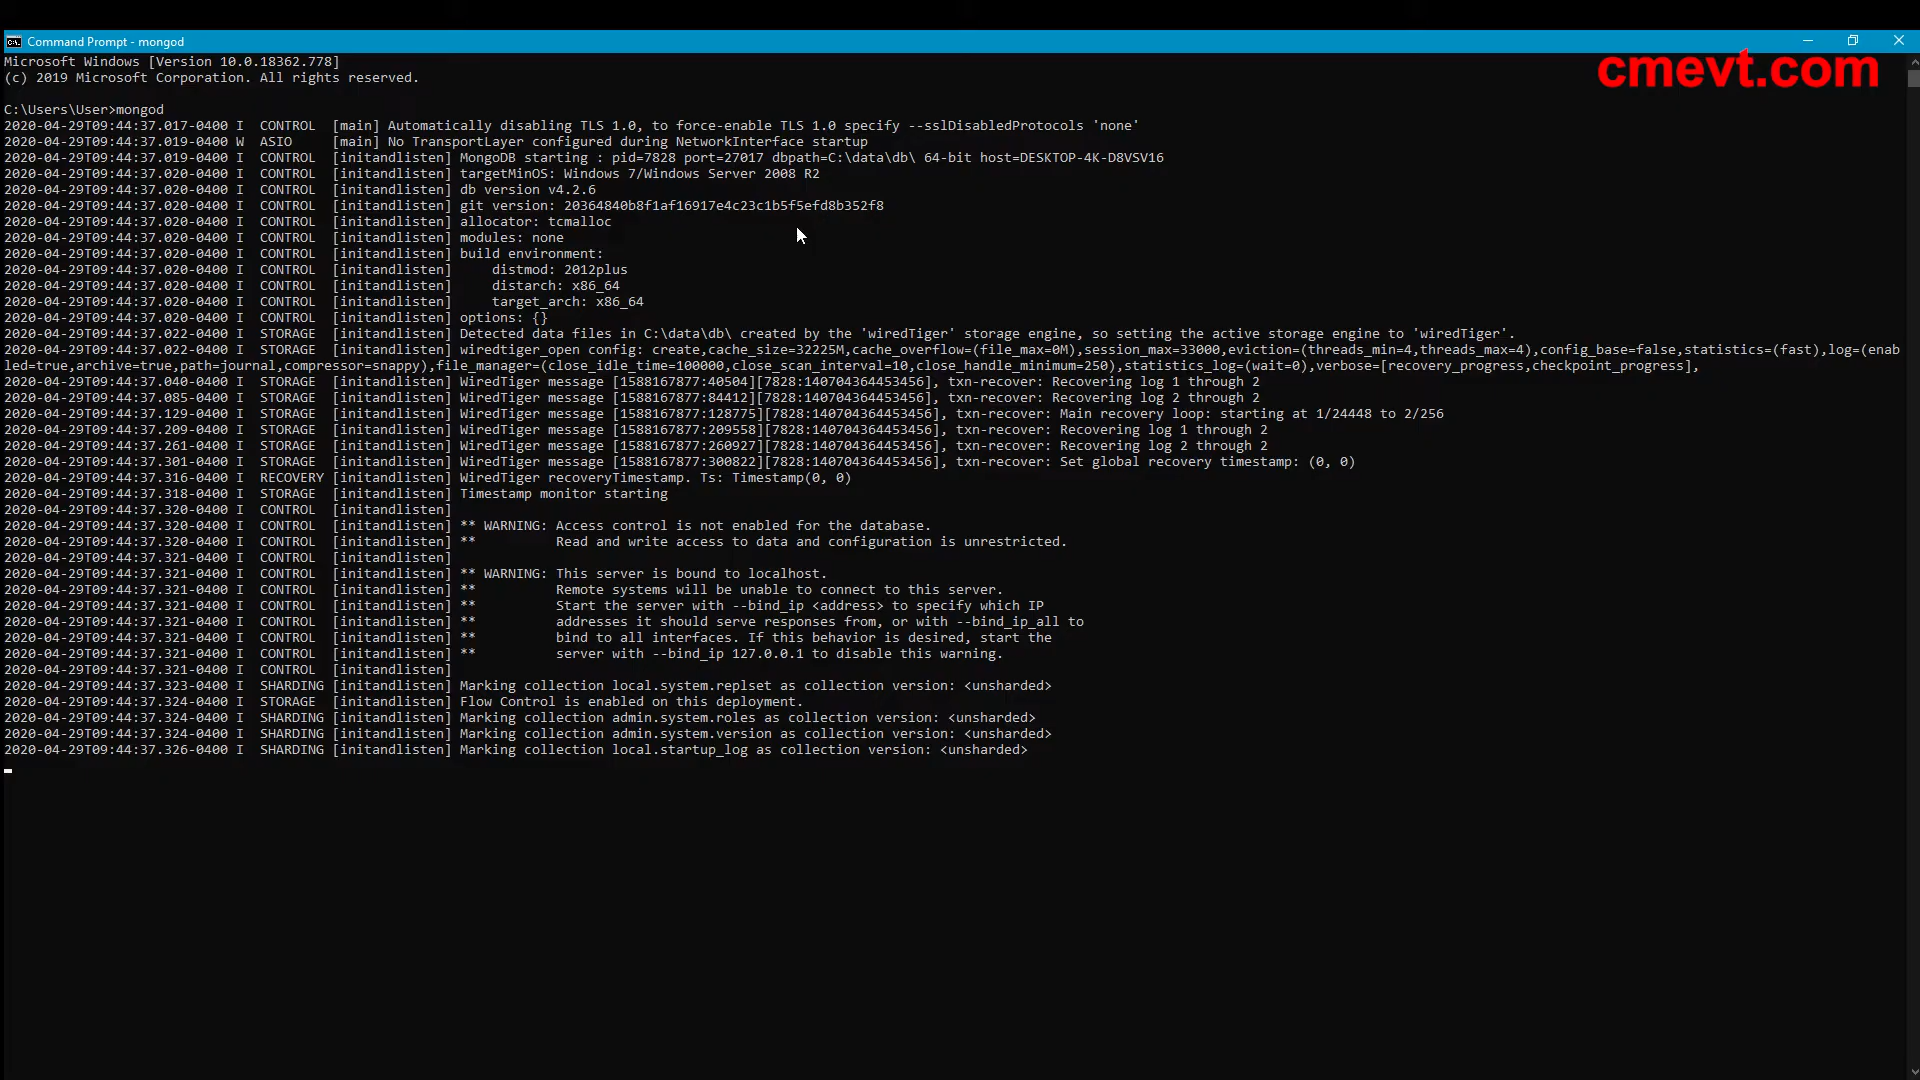 Command Prompt - mongod
cmevt.com
Microsoft Windows [Version 10.0.18362.778]
(c) 2019 Microsoft Corporation. All rights reserved.
C:\Users\User>mongod
2020-04-29T09:44:37.017-0400 I  CONTROL  [main] Automatically disabling TLS 1.0, to force-enable TLS 1.0 specify --sslDisabledProtocols 'none'
2020-04-29T09:44:37.019-0400 W  ASIO     [main] No TransportLayer configured during NetworkInterface startup
2020-04-29T09:44:37.019-0400 I  CONTROL  [initandlisten] MongoDB starting : pid=7828 port=27017 dbpath=C:\data\db\ 64-bit host=DESKTOP-4K-D8VSV16
2020-04-29T09:44:37.020-0400 I  CONTROL  [initandlisten] targetMinOS: Windows 7/Windows Server 2008 R2
2020-04-29T09:44:37.020-0400 I  CONTROL  [initandlisten] db version v4.2.6
2020-04-29T09:44:37.020-0400 I  CONTROL  [initandlisten] git version: 20364840b8f1af16917e4c23c1b5f5efd8b352f8
2020-04-29T09:44:37.020-0400 I  CONTROL  [initandlisten] allocator: tcmalloc
2020-04-29T09:44:37.020-0400 I  CONTROL  [initandlisten] modules: none
2020-04-29T09:44:37.020-0400 I  CONTROL  [initandlisten] build environment:
2020-04-29T09:44:37.020-0400 I  CONTROL  [initandlisten]     distmod: 2012plus
2020-04-29T09:44:37.020-0400 I  CONTROL  [initandlisten]     distarch: x86_64
2020-04-29T09:44:37.020-0400 I  CONTROL  [initandlisten]     target_arch: x86_64
2020-04-29T09:44:37.020-0400 I  CONTROL  [initandlisten] options: {}
2020-04-29T09:44:37.022-0400 I  STORAGE  [initandlisten] Detected data files in C:\data\db\ created by the 'wiredTiger' storage engine, so setting the active storage engine to 'wiredTiger'.
2020-04-29T09:44:37.022-0400 I  STORAGE  [initandlisten] wiredtiger_open config: create,cache_size=32225M,cache_overflow=(file_max=0M),session_max=33000,eviction=(threads_min=4,threads_max=4),config_base=false,statistics=(fast),log=(enab
led=true,archive=true,path=journal,compressor=snappy),file_manager=(close_idle_time=100000,close_scan_interval=10,close_handle_minimum=250),statistics_log=(wait=0),verbose=[recovery_progress,checkpoint_progress],
2020-04-29T09:44:37.040-0400 I  STORAGE  [initandlisten] WiredTiger message [1588167877:40504][7828:140704364453456], txn-recover: Recovering log 1 through 2
2020-04-29T09:44:37.085-0400 I  STORAGE  [initandlisten] WiredTiger message [1588167877:84412][7828:140704364453456], txn-recover: Recovering log 2 through 2
2020-04-29T09:44:37.129-0400 I  STORAGE  [initandlisten] WiredTiger message [1588167877:128775][7828:140704364453456], txn-recover: Main recovery loop: starting at 1/24448 to 2/256
2020-04-29T09:44:37.209-0400 I  STORAGE  [initandlisten] WiredTiger message [1588167877:209558][7828:140704364453456], txn-recover: Recovering log 1 through 2
2020-04-29T09:44:37.261-0400 I  STORAGE  [initandlisten] WiredTiger message [1588167877:260927][7828:140704364453456], txn-recover: Recovering log 2 through 2
2020-04-29T09:44:37.301-0400 I  STORAGE  [initandlisten] WiredTiger message [1588167877:300822][7828:140704364453456], txn-recover: Set global recovery timestamp: (0, 0)
2020-04-29T09:44:37.316-0400 I  RECOVERY [initandlisten] WiredTiger recoveryTimestamp. Ts: Timestamp(0, 0)
2020-04-29T09:44:37.318-0400 I  STORAGE  [initandlisten] Timestamp monitor starting
2020-04-29T09:44:37.320-0400 I  CONTROL  [initandlisten]
2020-04-29T09:44:37.320-0400 I  CONTROL  [initandlisten] ** WARNING: Access control is not enabled for the database.
2020-04-29T09:44:37.320-0400 I  CONTROL  [initandlisten] **          Read and write access to data and configuration is unrestricted.
2020-04-29T09:44:37.321-0400 I  CONTROL  [initandlisten]
2020-04-29T09:44:37.321-0400 I  CONTROL  [initandlisten] ** WARNING: This server is bound to localhost.
2020-04-29T09:44:37.321-0400 I  CONTROL  [initandlisten] **          Remote systems will be unable to connect to this server.
2020-04-29T09:44:37.321-0400 I  CONTROL  [initandlisten] **          Start the server with --bind_ip <address> to specify which IP
2020-04-29T09:44:37.321-0400 I  CONTROL  [initandlisten] **          addresses it should serve responses from, or with --bind_ip_all to
2020-04-29T09:44:37.321-0400 I  CONTROL  [initandlisten] **          bind to all interfaces. If this behavior is desired, start the
2020-04-29T09:44:37.321-0400 I  CONTROL  [initandlisten] **          server with --bind_ip 127.0.0.1 to disable this warning.
2020-04-29T09:44:37.321-0400 I  CONTROL  [initandlisten]
2020-04-29T09:44:37.323-0400 I  SHARDING [initandlisten] Marking collection local.system.replset as collection version: <unsharded>
2020-04-29T09:44:37.324-0400 I  STORAGE  [initandlisten] Flow Control is enabled on this deployment.
2020-04-29T09:44:37.324-0400 I  SHARDING [initandlisten] Marking collection admin.system.roles as collection version: <unsharded>
2020-04-29T09:44:37.324-0400 I  SHARDING [initandlisten] Marking collection admin.system.version as collection version: <unsharded>
2020-04-29T09:44:37.326-0400 I  SHARDING [initandlisten] Marking collection local.startup_log as collection version: <unsharded>